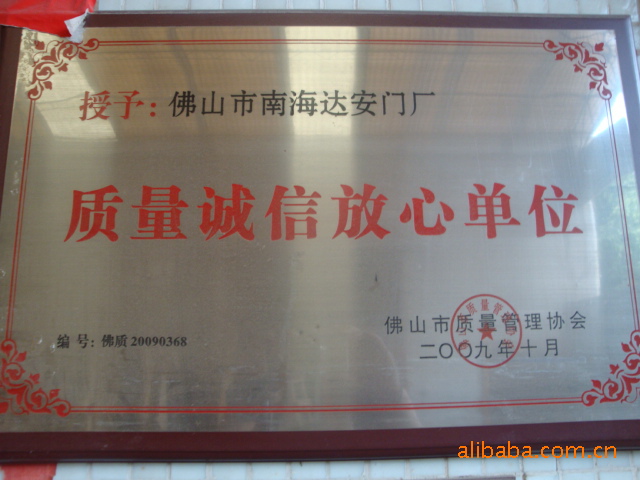 授予：佛山市南海达安门厂
质量诚信放心单位
编号：佛质20090368
佛山市质量管理协会
二〇〇九年十月
alibaba.com.cn